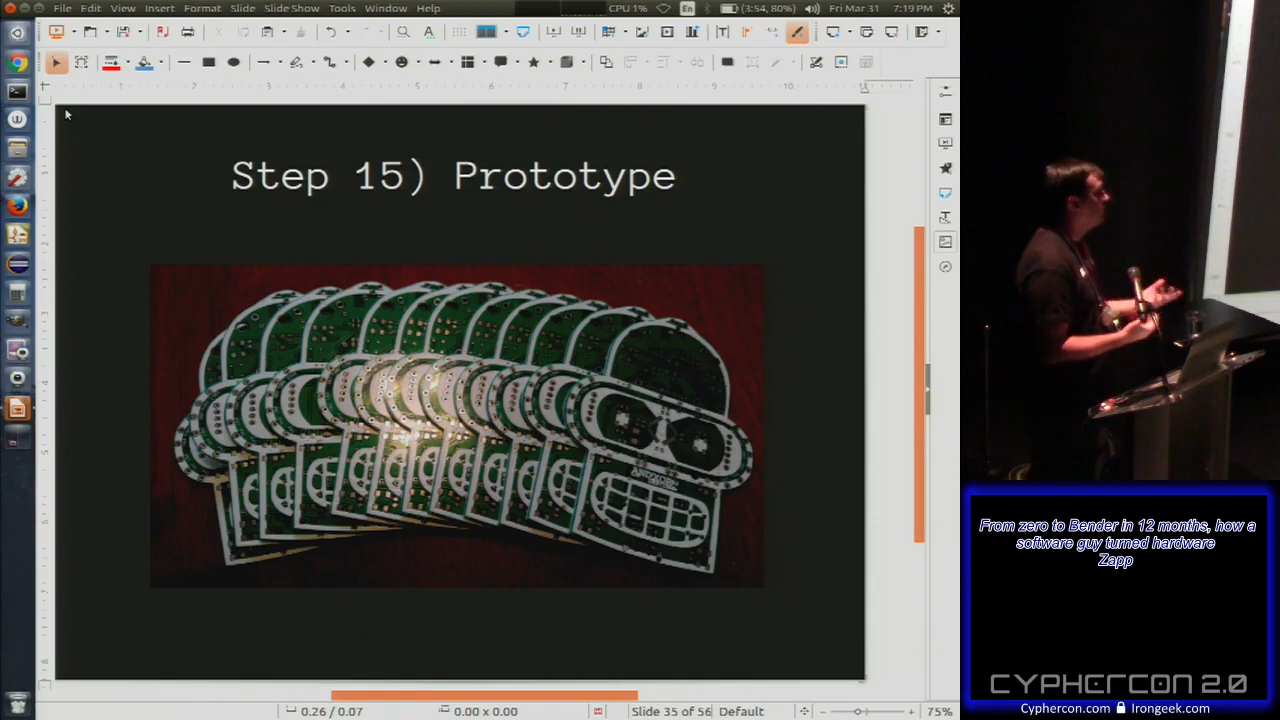 File Edit View Insert Format Slide Slide Show Tools Window Help
CPU 1% En (3:54, 80%) Fri Mar 31 7:19 PM
Step 15) Prototype
0.26 / 0.07 0.00 x 0.00 Slide 35 of 56 Default 75%
From zero to Bender in 12 months, how a
software guy turned hardware
Zapp
CYPHERCON 2.0
Cyphercon.com Irongeek.com